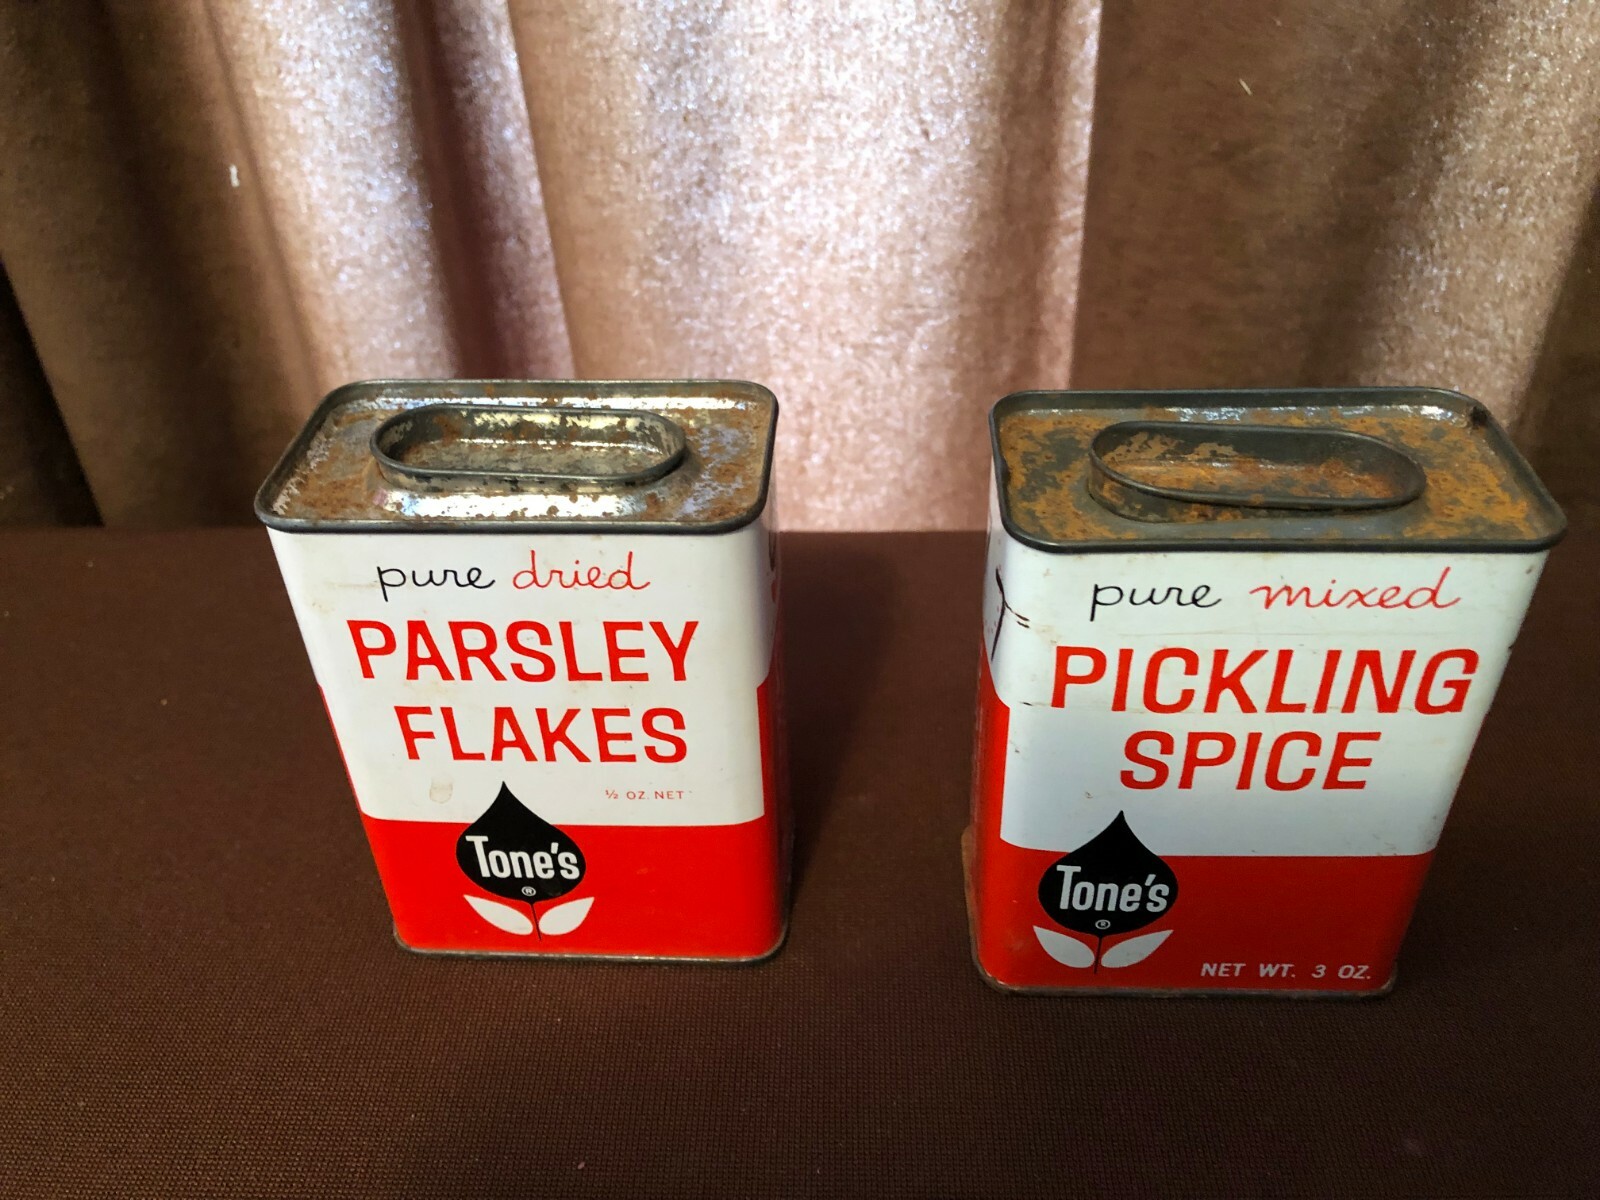 pure dried
PARSLEY
FLAKES
½ OZ. NET
Tone's
®
pure mixed
PICKLING
SPICE
Tone's
®
NET WT. 3 OZ.